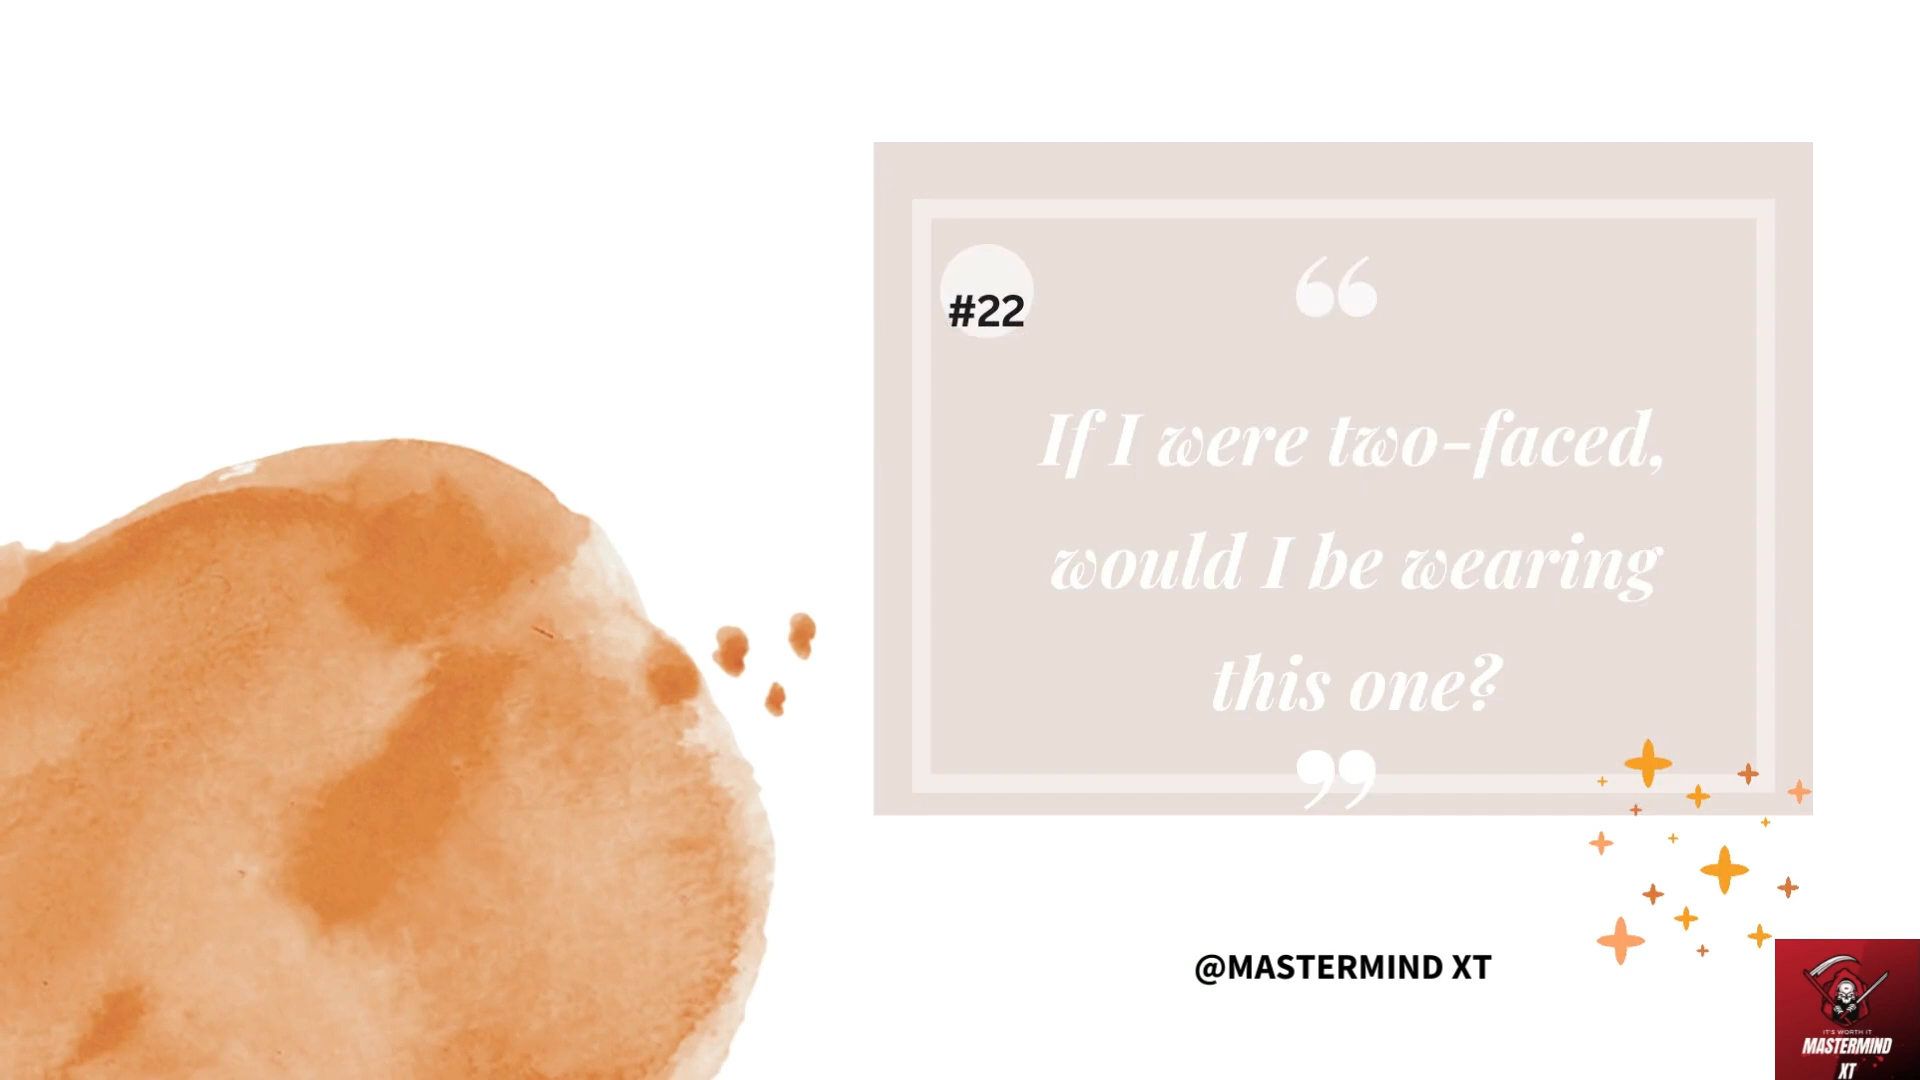 #22
“
If I were two-faced,
would I be wearing
this one?
”
@MASTERMIND XT
IT'S WORTH IT
MASTERMIND
XT